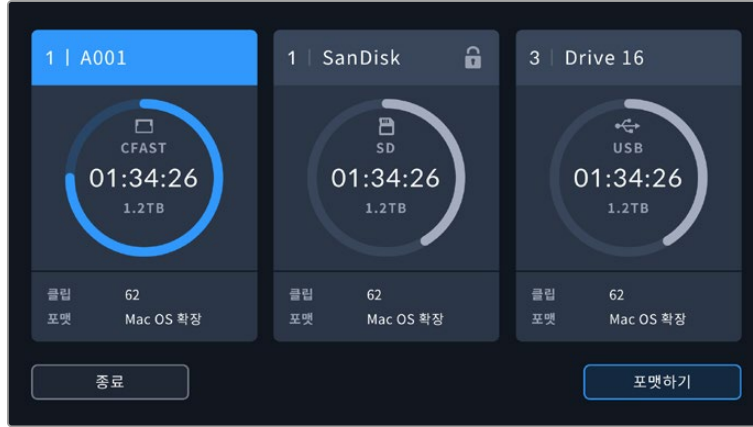 1 | A001
CFAST
01:34:26
1.2TB
클립 62
포맷 Mac OS 확장
1 | SanDisk
SD
01:34:26
1.2TB
클립 62
포맷 Mac OS 확장
3 | Drive 16
USB
01:34:26
1.2TB
클립 62
포맷 Mac OS 확장
종료
포맷하기